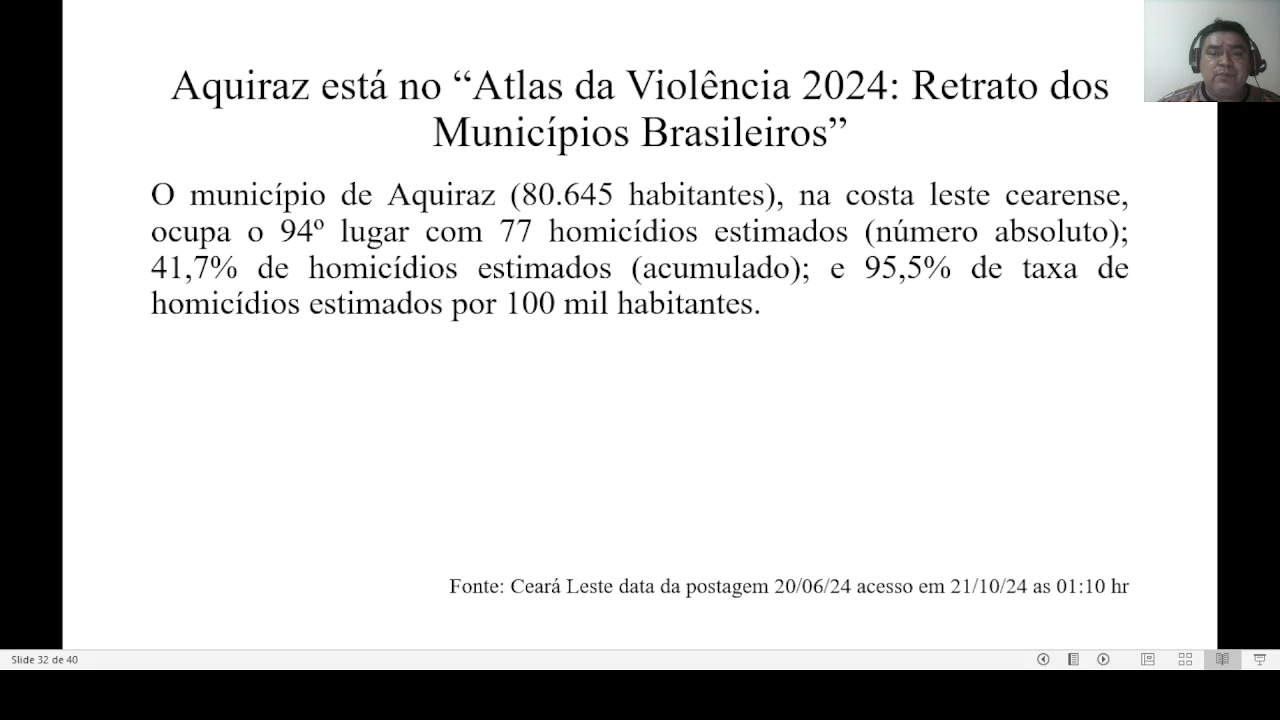 Aquiraz está no “Atlas da Violência 2024: Retrato dos
Municípios Brasileiros”
O município de Aquiraz (80.645 habitantes), na costa leste cearense,
ocupa o 94º lugar com 77 homicídios estimados (número absoluto);
41,7% de homicídios estimados (acumulado); e 95,5% de taxa de
homicídios estimados por 100 mil habitantes.
Fonte: Ceará Leste data da postagem 20/06/24 acesso em 21/10/24 as 01:10 hr
Slide 32 de 40